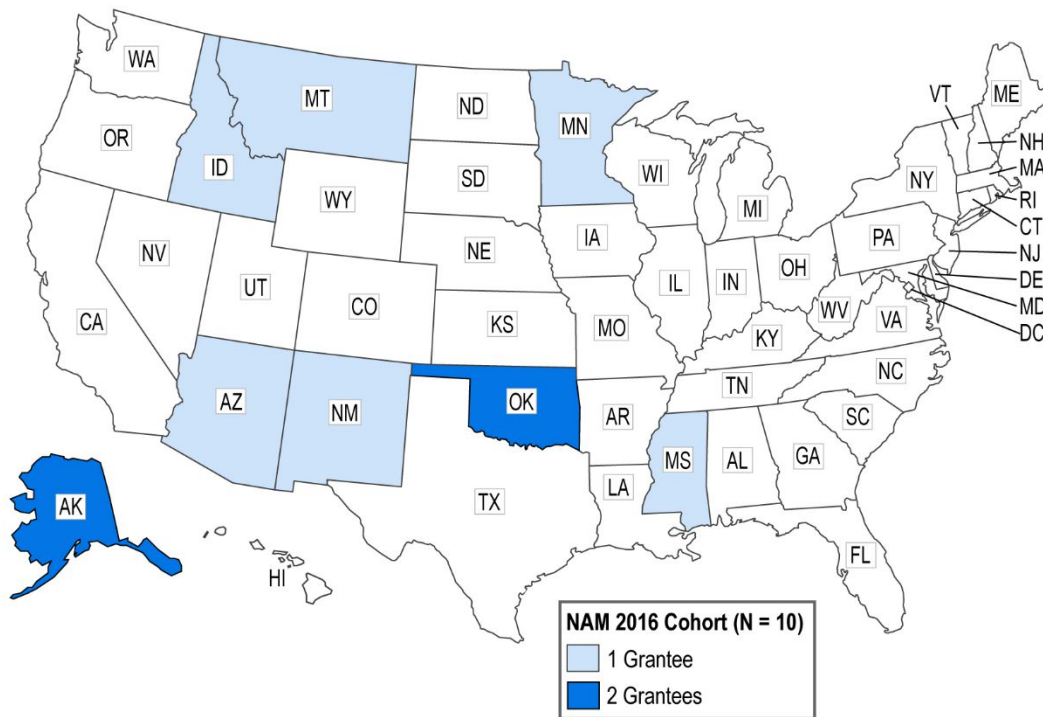 WA
MT
ND
MN
VT
ME
OR
ID
SD
WI
NH
MA
WY
MI
NY
RI
CT
NV
NE
IA
PA
NJ
UT
CO
IL
IN
OH
DE
MD
CA
KS
MO
WV
VA
DC
KY
AZ
NM
OK
AR
TN
NC
SC
MS
AL
GA
AK
TX
LA
FL
HI
NAM 2016 Cohort (N = 10)
1 Grantee
2 Grantees